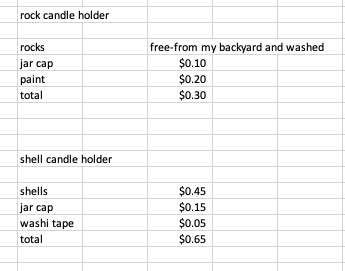 rock candle holder
rocks free-from my backyard and washed
jar cap $0.10
paint $0.20
total $0.30
shell candle holder
shells $0.45
jar cap $0.15
washi tape $0.05
total $0.65